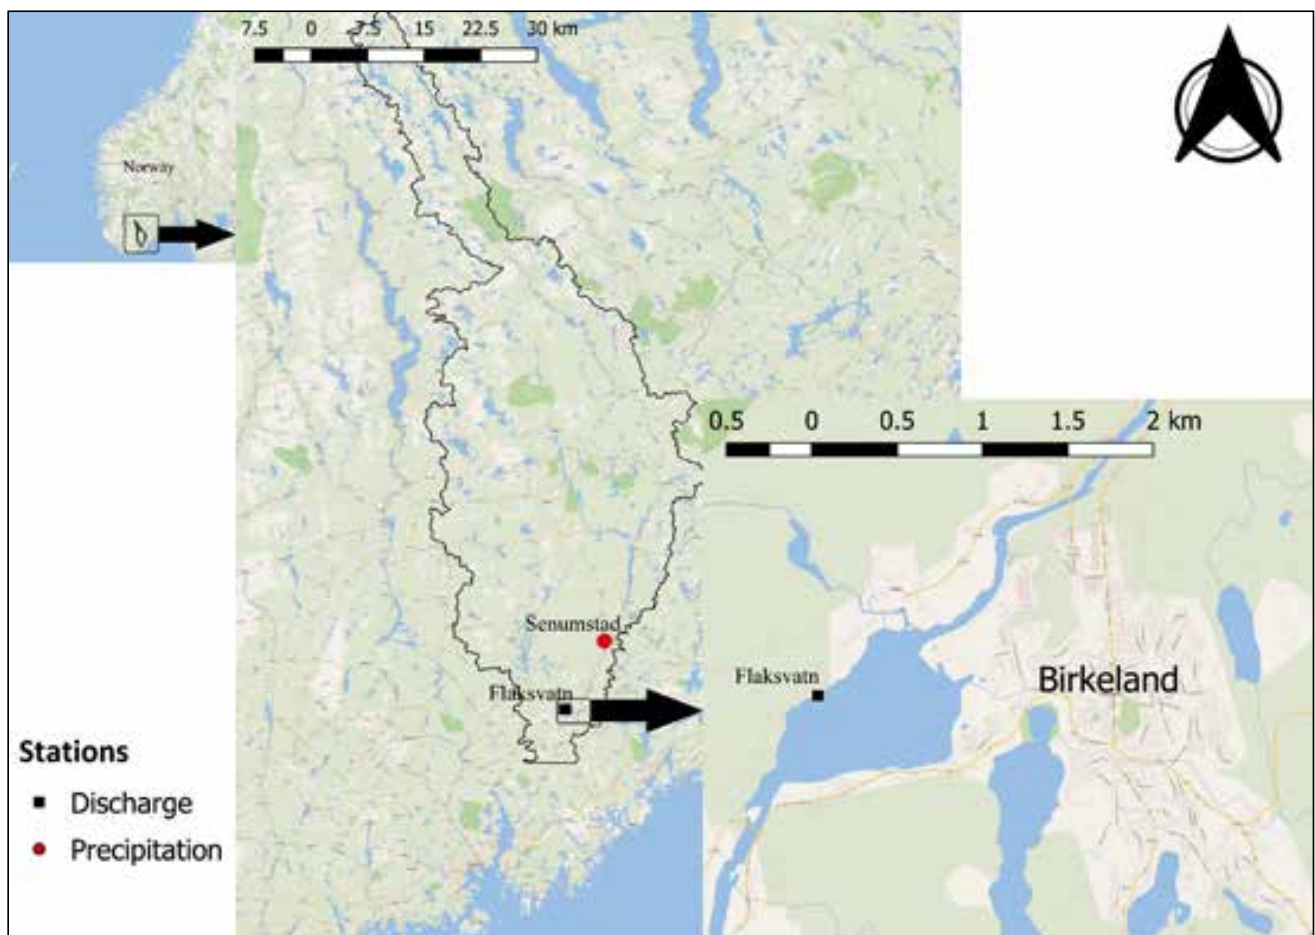 7.5 0 7.5 15 22.5 30 km
Norway
0.5 0 0.5 1 1.5 2 km
Senumstad
Flaksvatn
Flaksvatn
Birkeland
Stations
Discharge
Precipitation